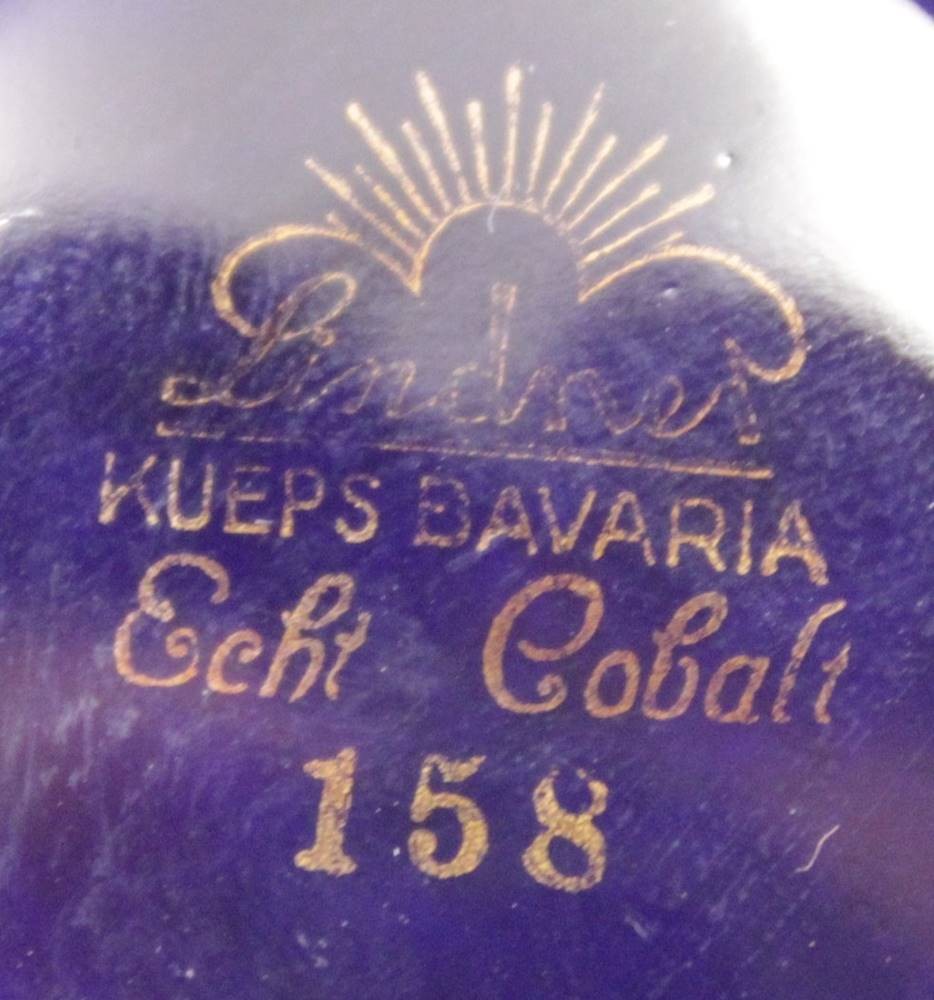 Lindner
KUEPS BAVARIA
Echt Cobalt
158